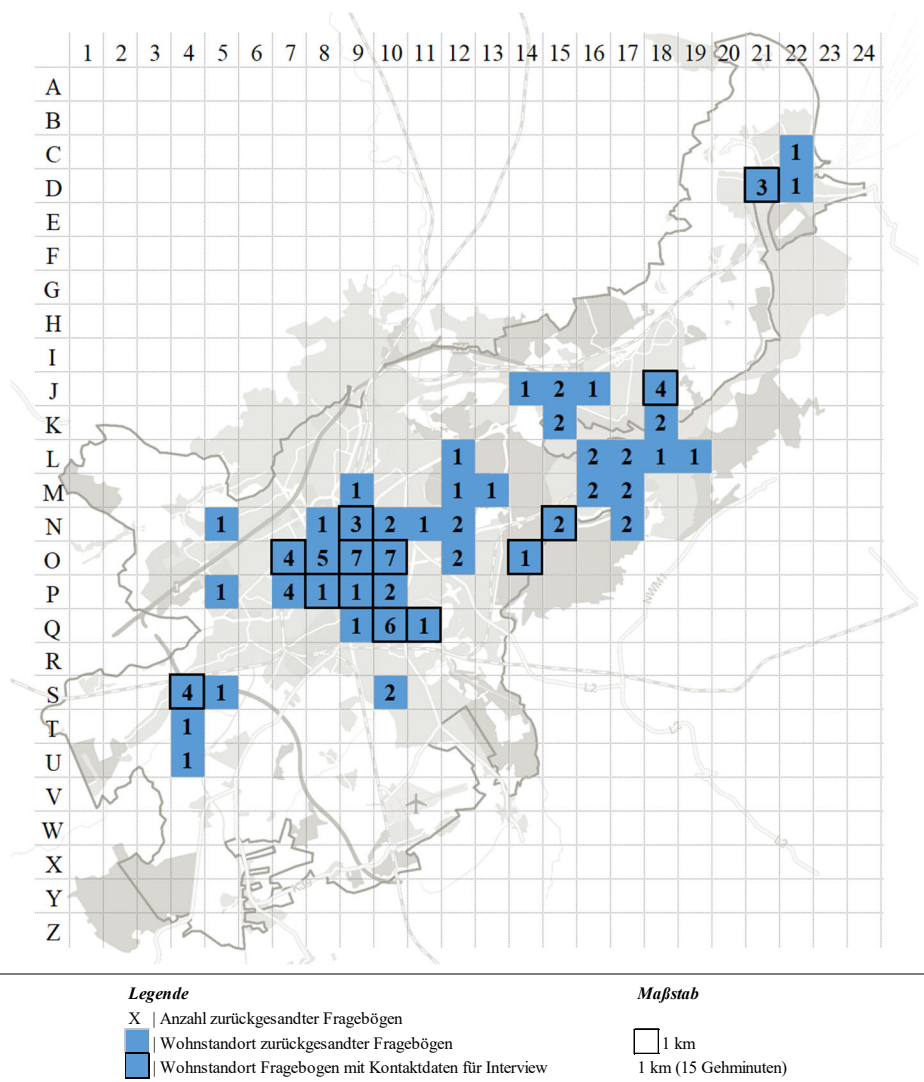 1 2 3 4 5 6 7 8 9 10 11 12 13 14 15 16 17 18 19 20 21 22 23 24
A
B
C 1
D 3 1
E
F
G
H
I
J 1 2 1 4
K 2 2
L 1 2 2 1 1
M 1 1 1 2 2
N 1 1 3 2 1 2 2 2
O 4 5 7 7 2 1
P 1 4 1 1 2
Q 1 6 1
R
S 4 1 2
T 1
U 1
V
W
X
Y
Z
NWM1
L2
L2
L2
Legende Maßstab
X | Anzahl zurückgesandter Fragebögen
| Wohnstandort zurückgesandter Fragebögen 1 km
| Wohnstandort Fragebogen mit Kontaktdaten für Interview 1 km (15 Gehminuten)